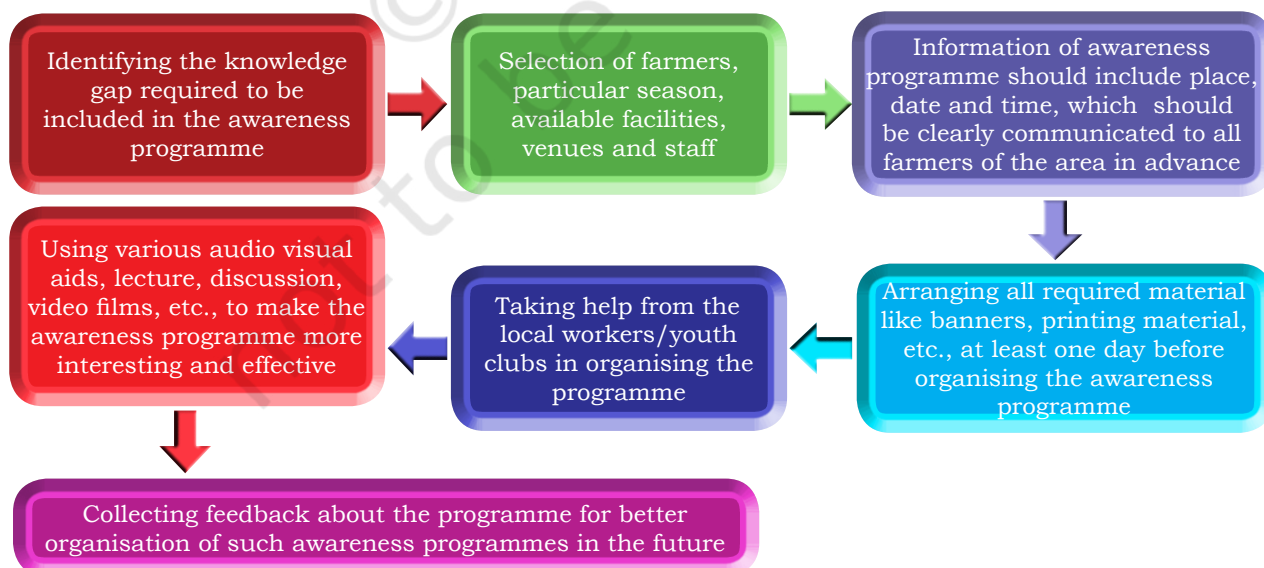 Identifying the knowledge
gap required to be
included in the awareness
programme
Selection of farmers,
particular season,
available facilities,
venues and staff
Information of awareness
programme should include place,
date and time, which should
be clearly communicated to all
farmers of the area in advance
Arranging all required material
like banners, printing material,
etc., at least one day before
organising the awareness
programme
Taking help from the
local workers/youth
clubs in organising the
programme
Using various audio visual
aids, lecture, discussion,
video films, etc., to make the
awareness programme more
interesting and effective
Collecting feedback about the programme for better
organisation of such awareness programmes in the future
©
not to be